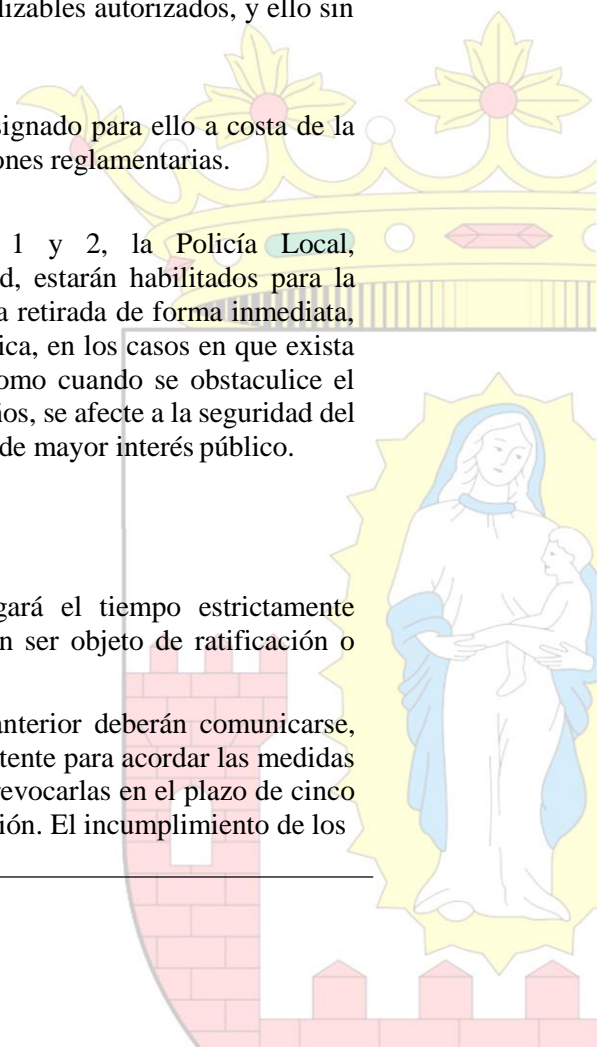 lizables autorizados, y ello sin
signado para ello a costa de la
ones reglamentarias.
1 y 2, la Policía Local,
d, estarán habilitados para la
a retirada de forma inmediata,
ica, en los casos en que exista
omo cuando se obstaculice el
ños, se afecte a la seguridad del
de mayor interés público.
gará el tiempo estrictamente
n ser objeto de ratificación o
anterior deberán comunicarse,
tente para acordar las medidas
revocarlas en el plazo de cinco
ión. El incumplimiento de los